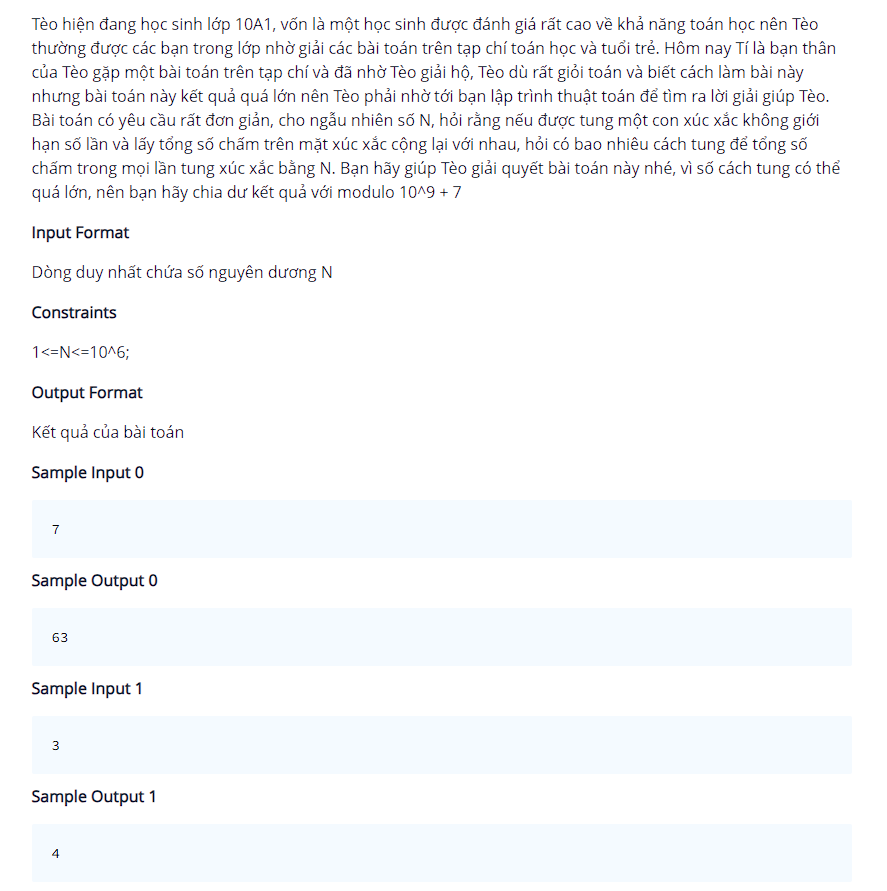 Tèo hiện đang học sinh lớp 10A1, vốn là một học sinh được đánh giá rất cao về khả năng toán học nên Tèo
thường được các bạn trong lớp nhờ giải các bài toán trên tạp chí toán học và tuổi trẻ. Hôm nay Tí là bạn thân
của Tèo gặp một bài toán trên tạp chí và đã nhờ Tèo giải hộ, Tèo dù rất giỏi toán và biết cách làm bài này
nhưng bài toán này kết quả quá lớn nên Tèo phải nhờ tới bạn lập trình thuật toán để tìm ra lời giải giúp Tèo.
Bài toán có yêu cầu rất đơn giản, cho ngẫu nhiên số N, hỏi rằng nếu được tung một con xúc xắc không giới
hạn số lần và lấy tổng số chấm trên mặt xúc xắc cộng lại với nhau, hỏi có bao nhiêu cách tung để tổng số
chấm trong mọi lần tung xúc xắc bằng N. Bạn hãy giúp Tèo giải quyết bài toán này nhé, vì số cách tung có thể
quá lớn, nên bạn hãy chia dư kết quả với modulo 10^9 + 7
Input Format
Dòng duy nhất chứa số nguyên dương N
Constraints
1<=N<=10^6;
Output Format
Kết quả của bài toán
Sample Input 0
7
Sample Output 0
63
Sample Input 1
3
Sample Output 1
4